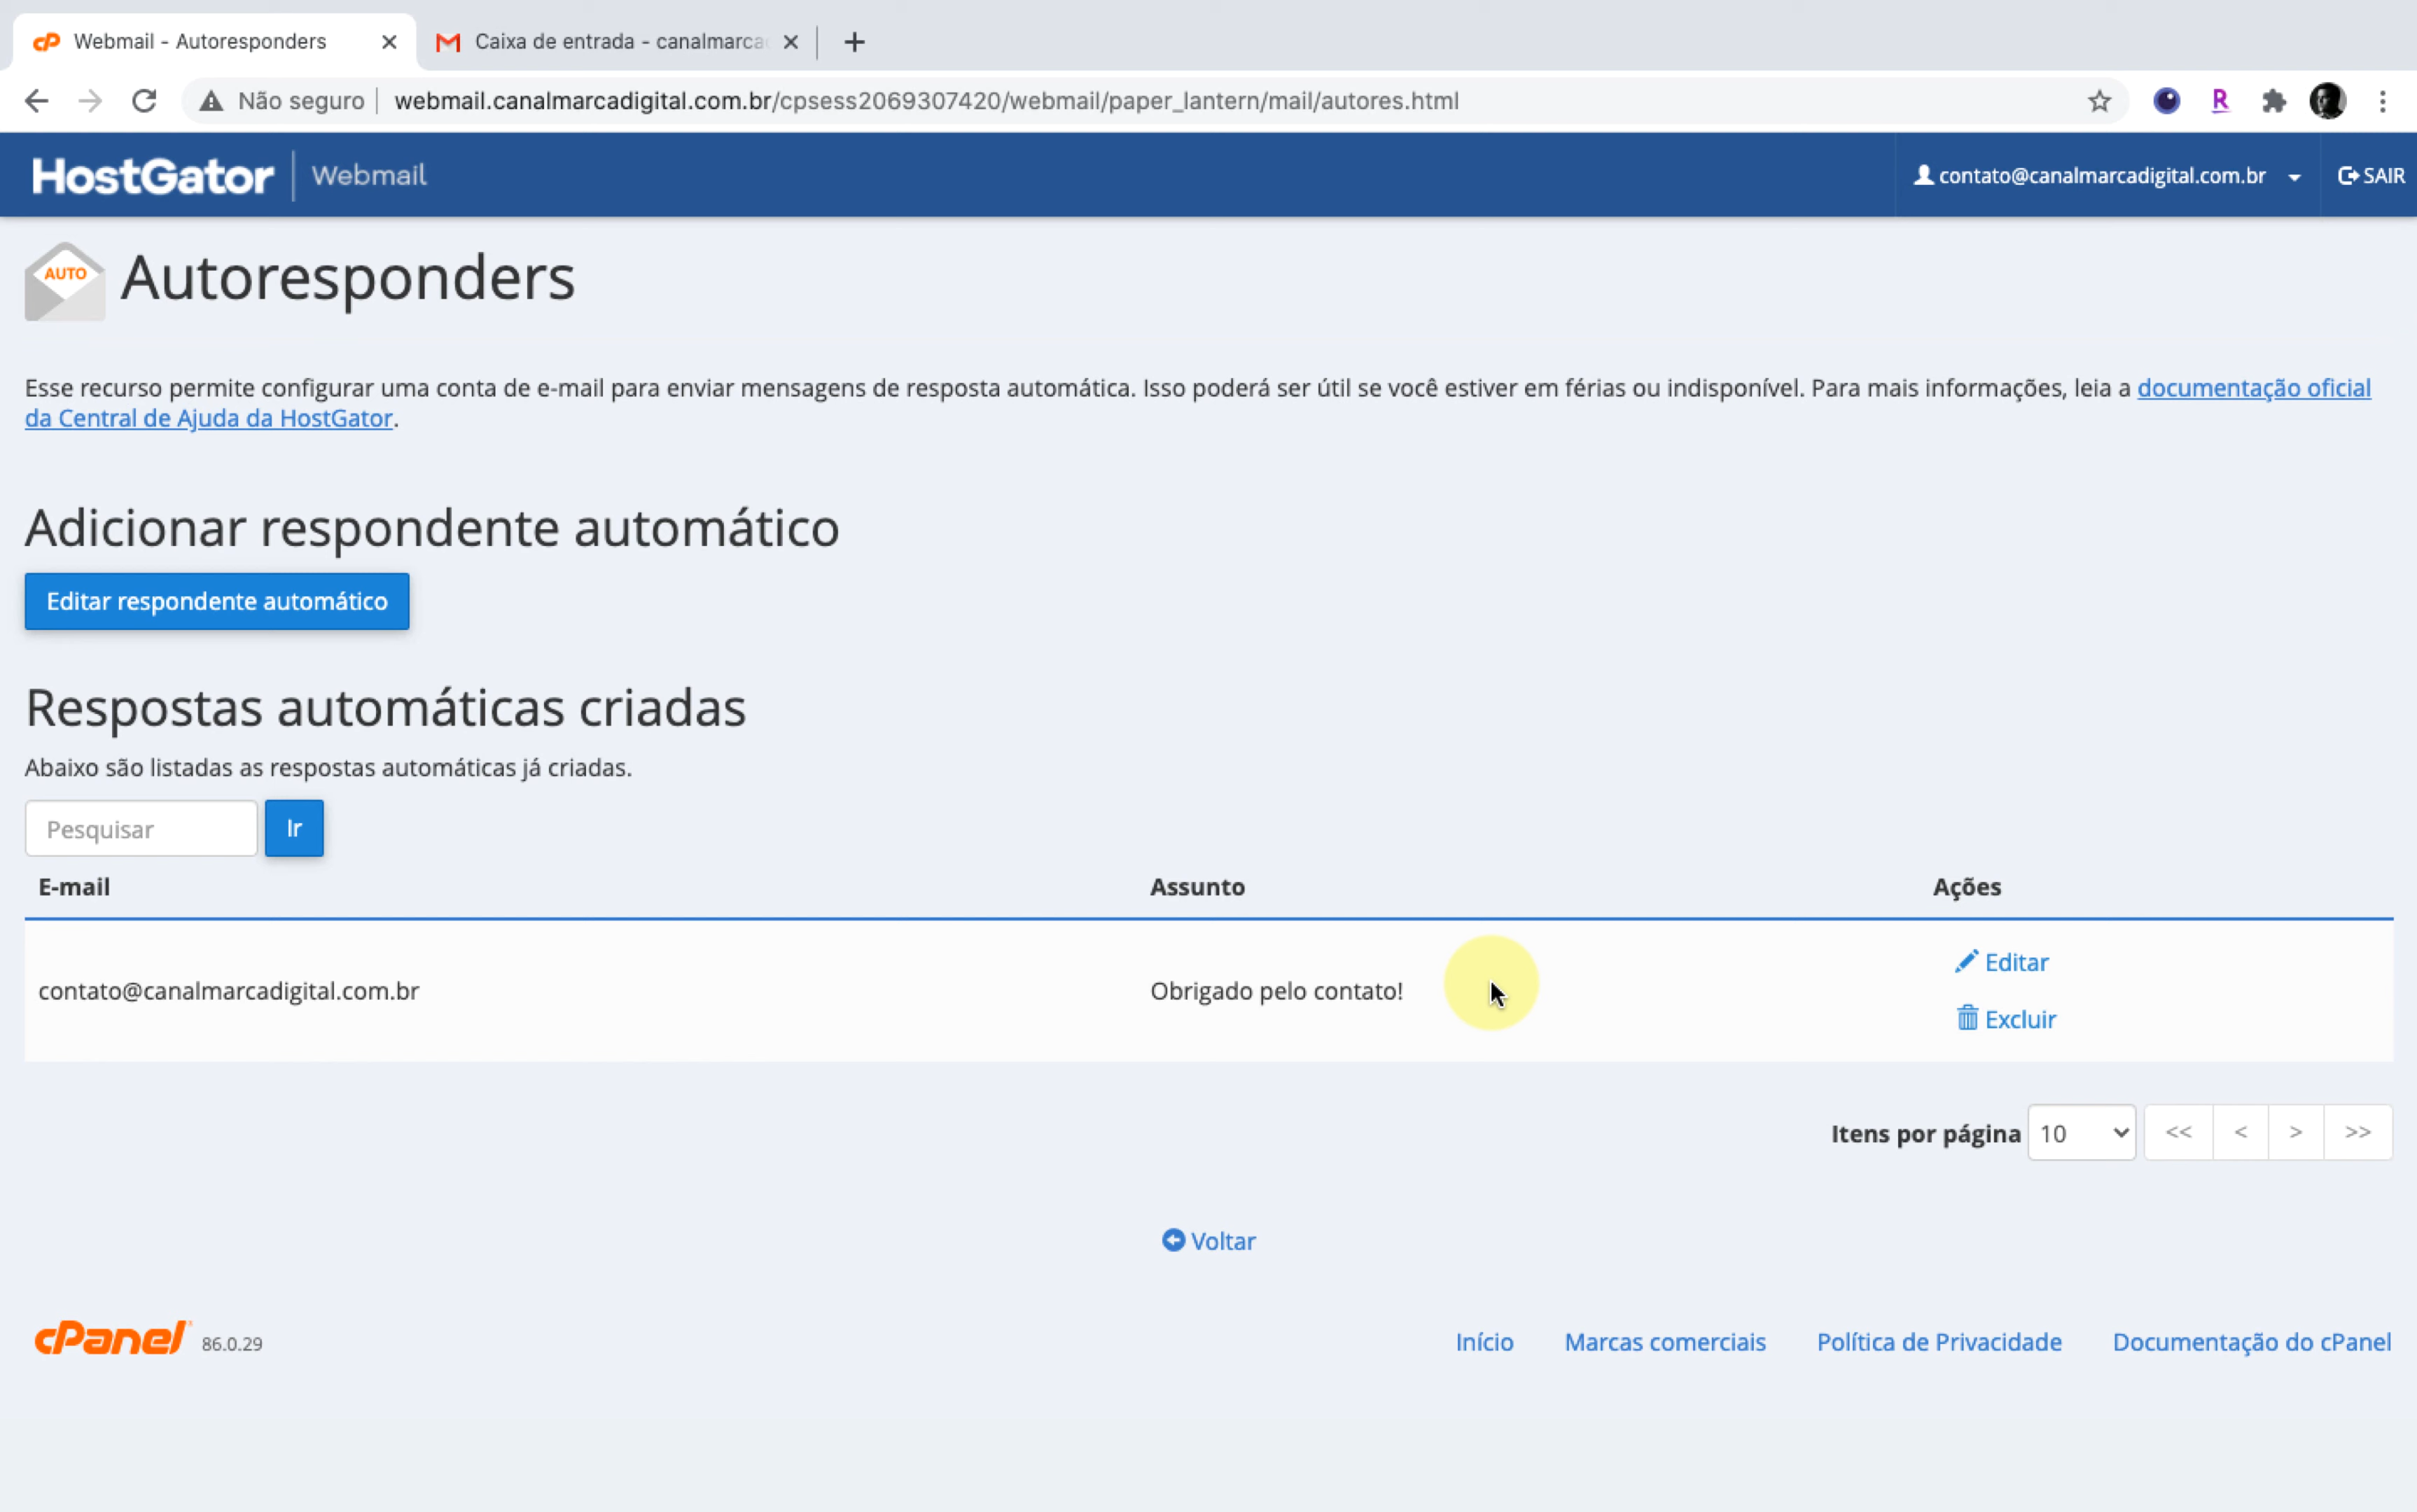 Webmail - Autoresponders
Caixa de entrada - canalmarca
Não seguro
webmail.canalmarcadigital.com.br/cpsess2069307420/webmail/paper_lantern/mail/autores.html
R
HostGator
Webmail
contato@canalmarcadigital.com.br
SAIR
AUTO
Autoresponders
Esse recurso permite configurar uma conta de e-mail para enviar mensagens de resposta automática. Isso poderá ser útil se você estiver em férias ou indisponível. Para mais informações, leia a documentação oficial
da Central de Ajuda da HostGator.
Adicionar respondente automático
Editar respondente automático
Respostas automáticas criadas
Abaixo são listadas as respostas automáticas já criadas.
Pesquisar
Ir
E-mail
Assunto
Ações
contato@canalmarcadigital.com.br
Obrigado pelo contato!
Editar
Excluir
Itens por página
10
<<
<
>
>>
Voltar
cPanel
86.0.29
Início
Marcas comerciais
Política de Privacidade
Documentação do cPanel